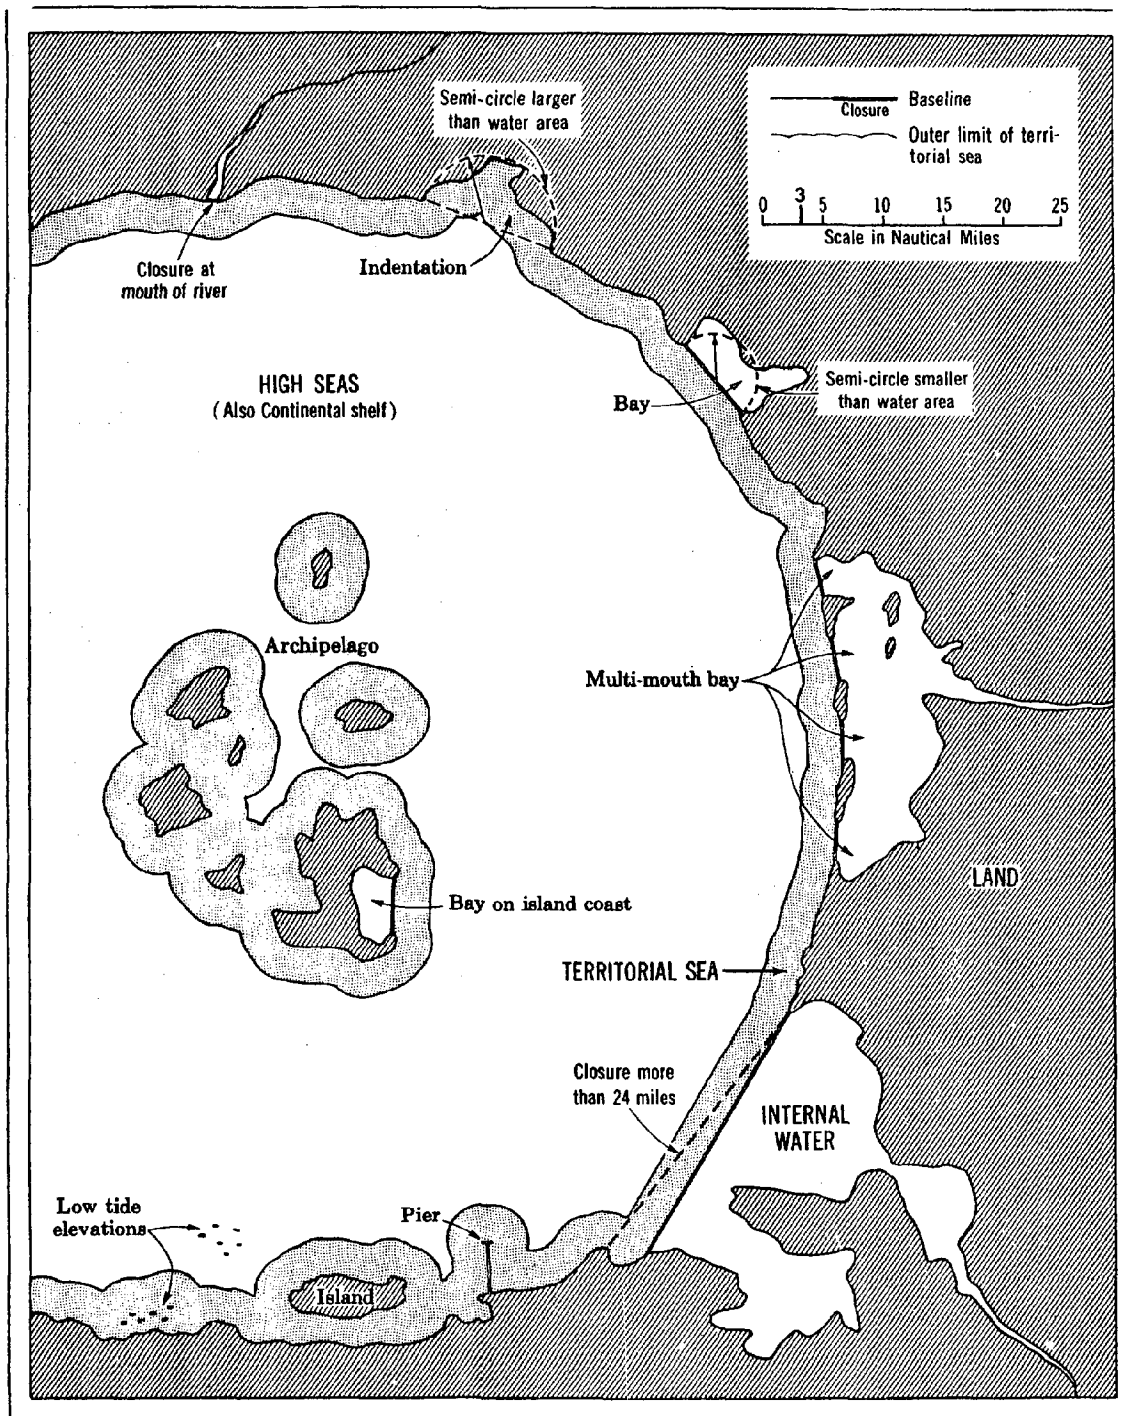 Semi-circle larger
than water area
Baseline
Closure
Outer limit of terri-
torial sea
0 3 5 10 15 20 25
Scale in Nautical Miles
Closure at
mouth of river
Indentation
HIGH SEAS
(Also Continental shelf)
Bay
Semi-circle smaller
than water area
Archipelago
Multi-mouth bay
LAND
Bay on island coast
TERRITORIAL SEA
Closure more
than 24 miles
INTERNAL
WATER
Low tide
elevations
Pier
Island